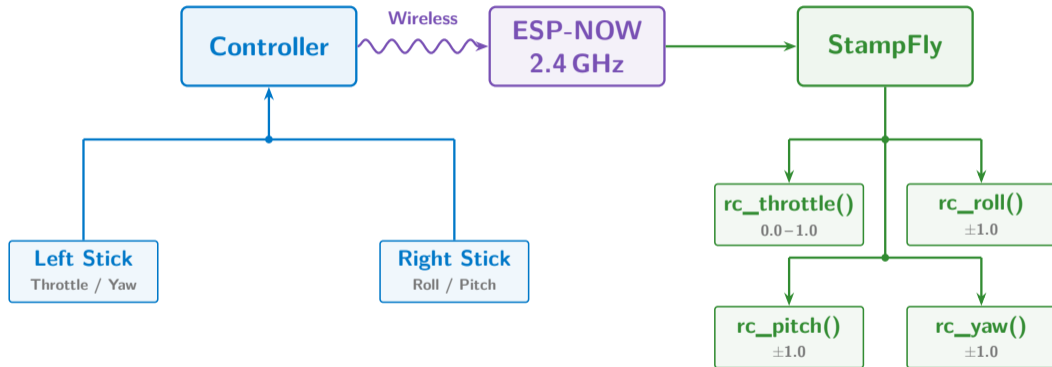 Wireless
Controller
ESP-NOW
2.4 GHz
StampFly
rc_throttle()
0.0–1.0
rc_roll()
±1.0
Left Stick
Throttle / Yaw
Right Stick
Roll / Pitch
rc_pitch()
±1.0
rc_yaw()
±1.0